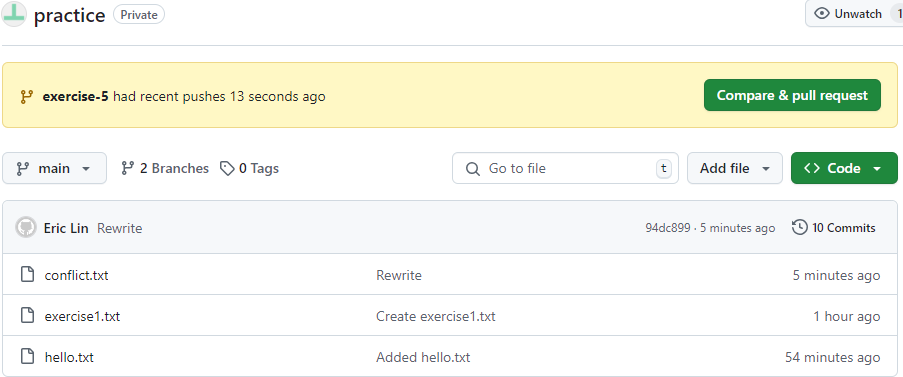 practice Private Unwatch 1
exercise-5 had recent pushes 13 seconds ago Compare & pull request
main 2 Branches 0 Tags Go to file t Add file Code
Eric Lin Rewrite 94dc899 · 5 minutes ago 10 Commits
conflict.txt Rewrite 5 minutes ago
exercise1.txt Create exercise1.txt 1 hour ago
hello.txt Added hello.txt 54 minutes ago